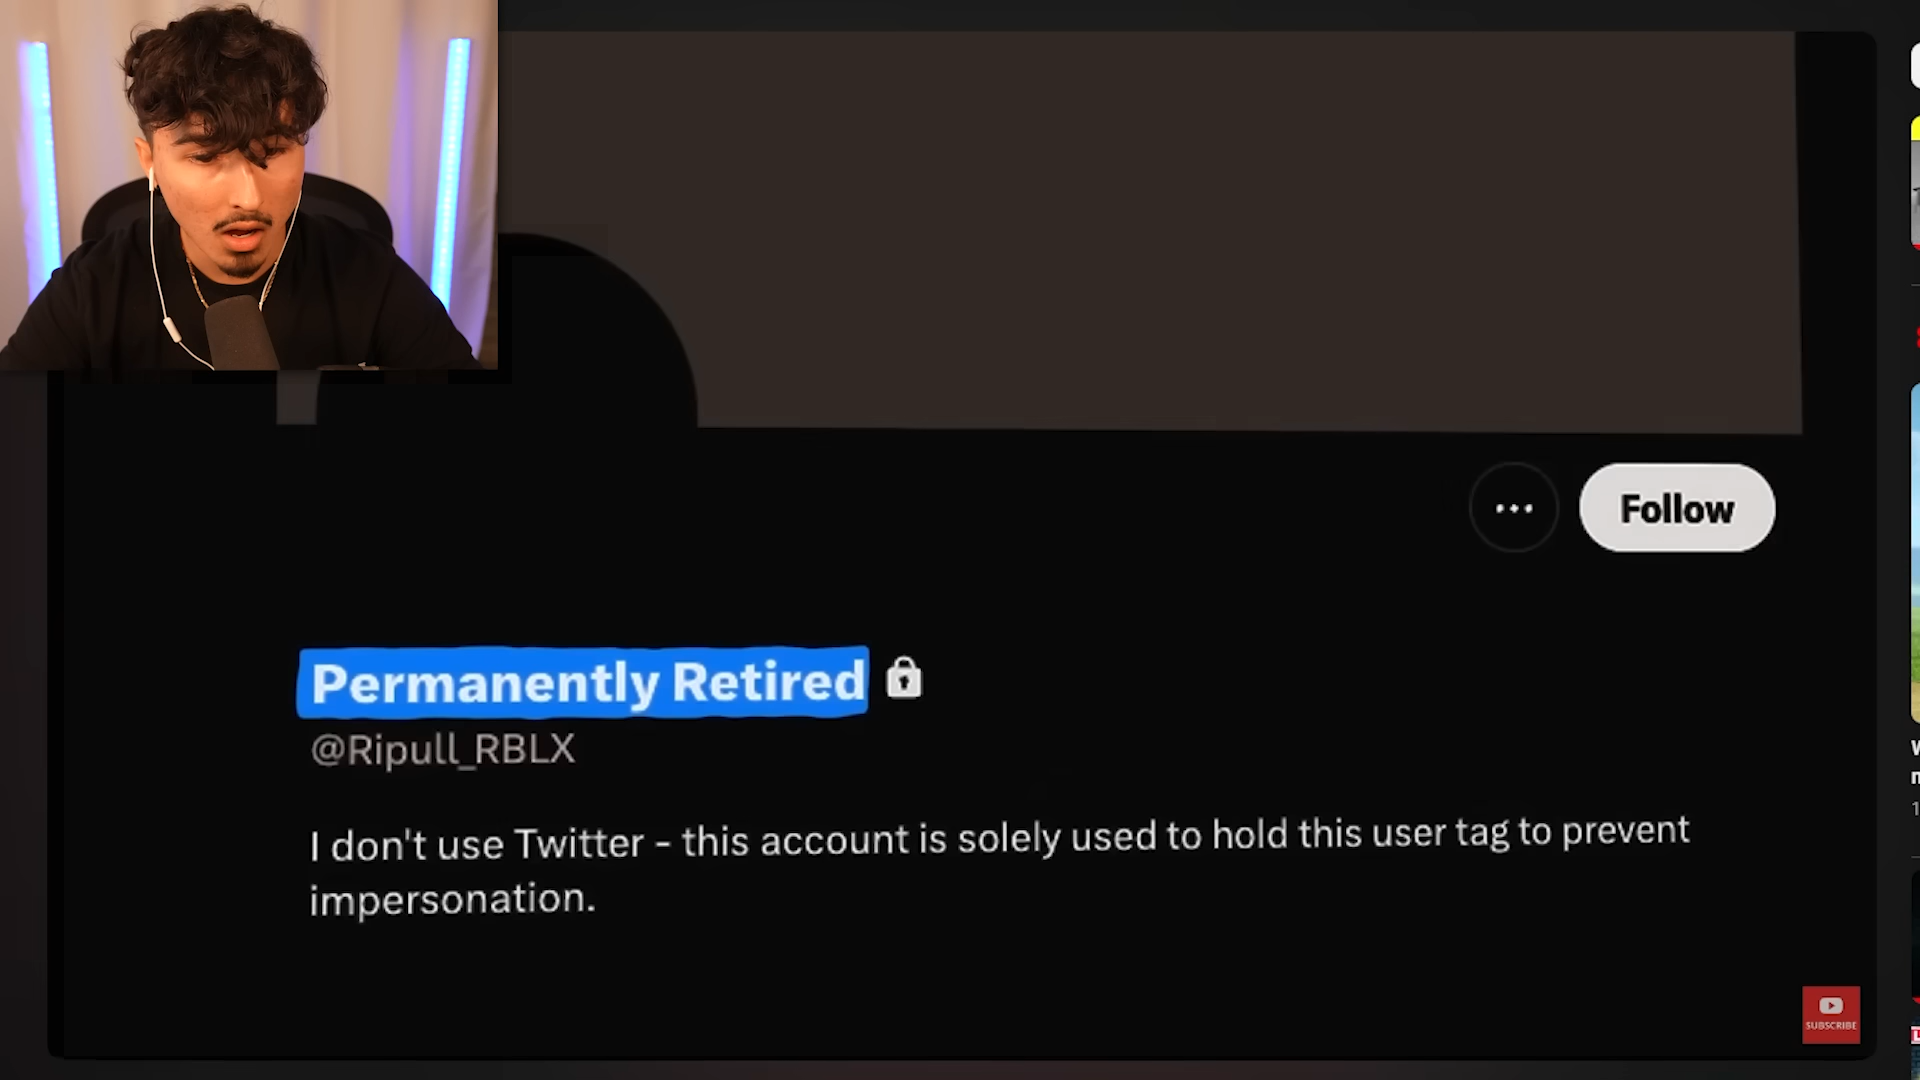 Follow
Permanently Retired
@Ripull_RBLX
I don't use Twitter - this account is solely used to hold this user tag to prevent
impersonation.
SUBSCRIBE